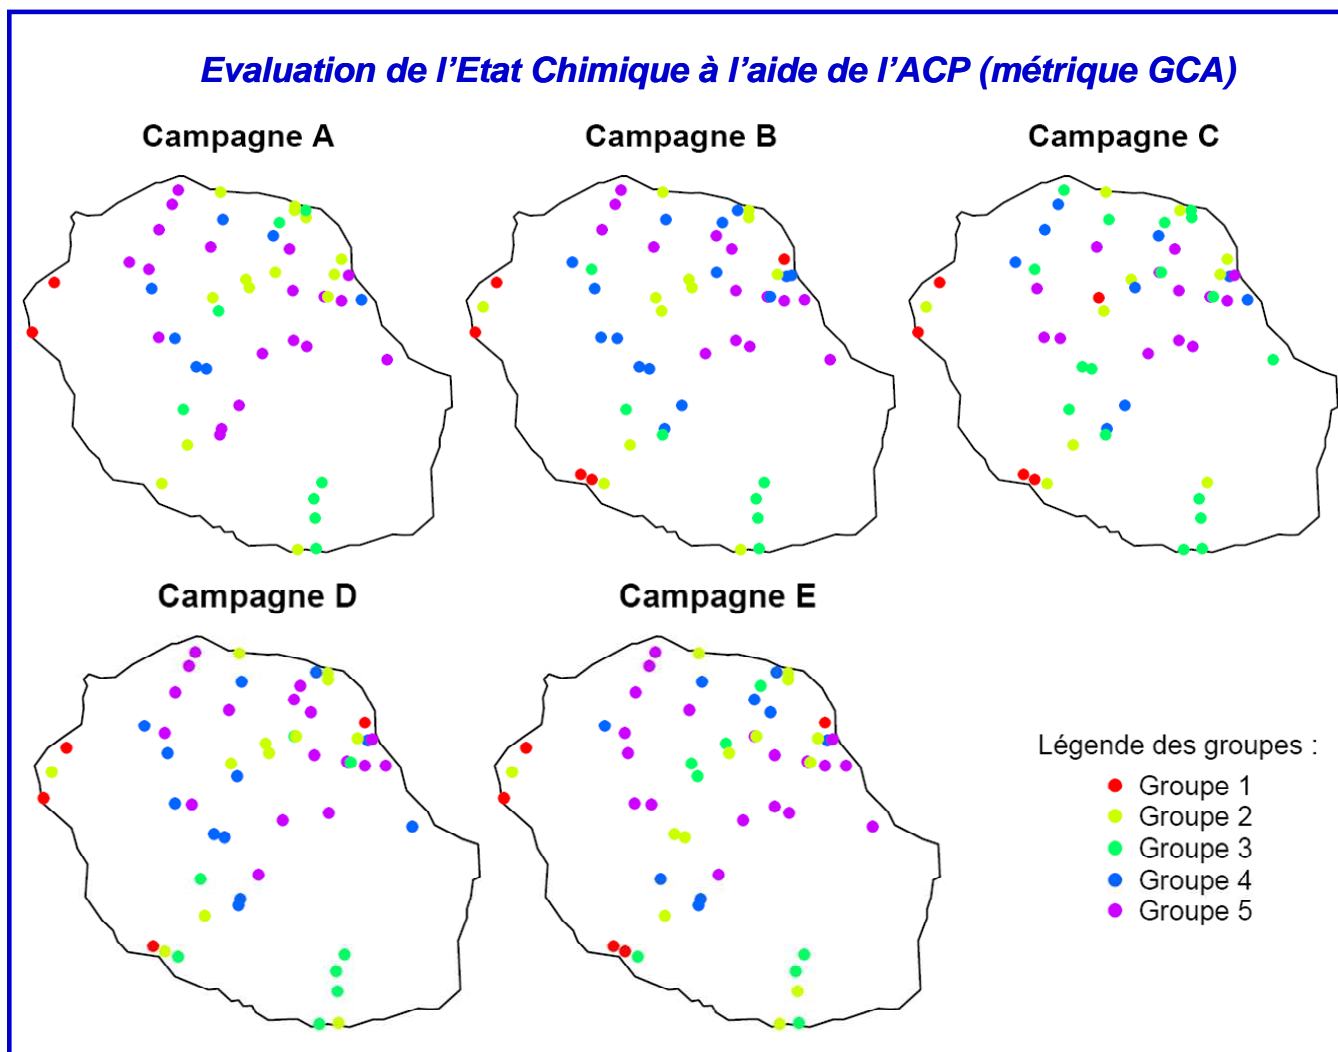 Evaluation de l’Etat Chimique à l’aide de l’ACP (métrique GCA)
Campagne A
Campagne B
Campagne C
Campagne D
Campagne E
Légende des groupes :
Groupe 1
Groupe 2
Groupe 3
Groupe 4
Groupe 5